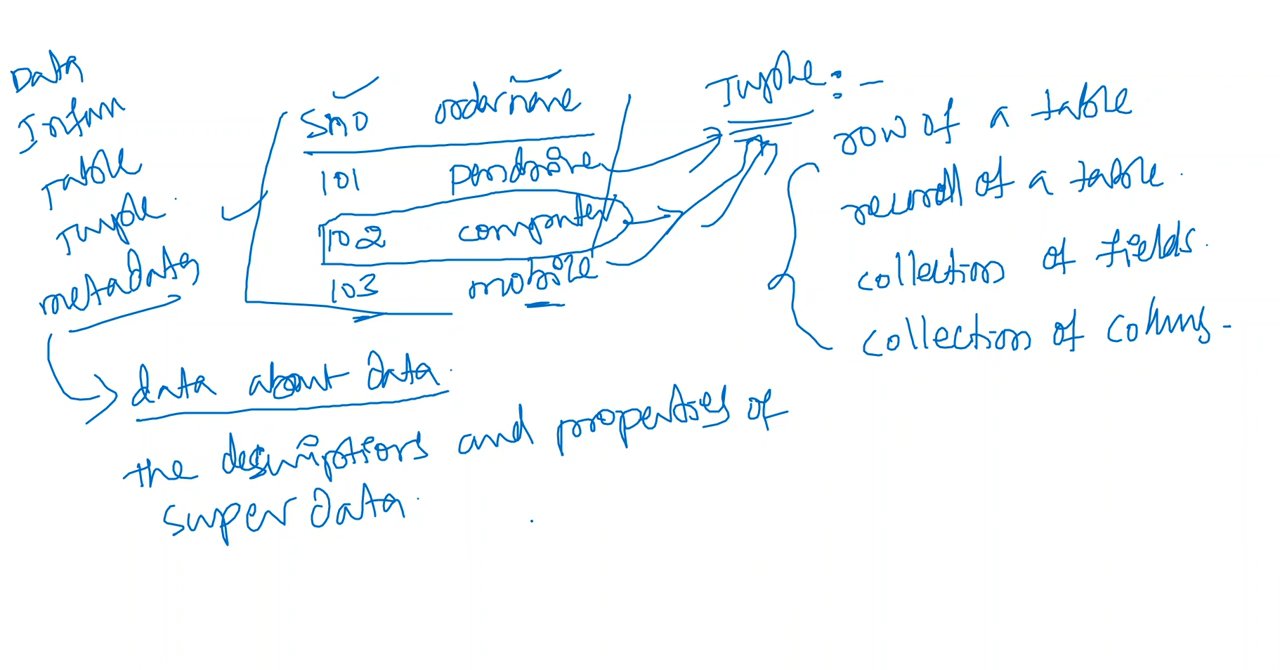 Data
Infan
Table
Tuple.
metadata
sno ordername
101 pendrive
102 computer
103 mobile
Tuple : -
row of a table
record of a table.
collection of fields.
collection of colums -
data about data.
the descriptions and properties of
super data.